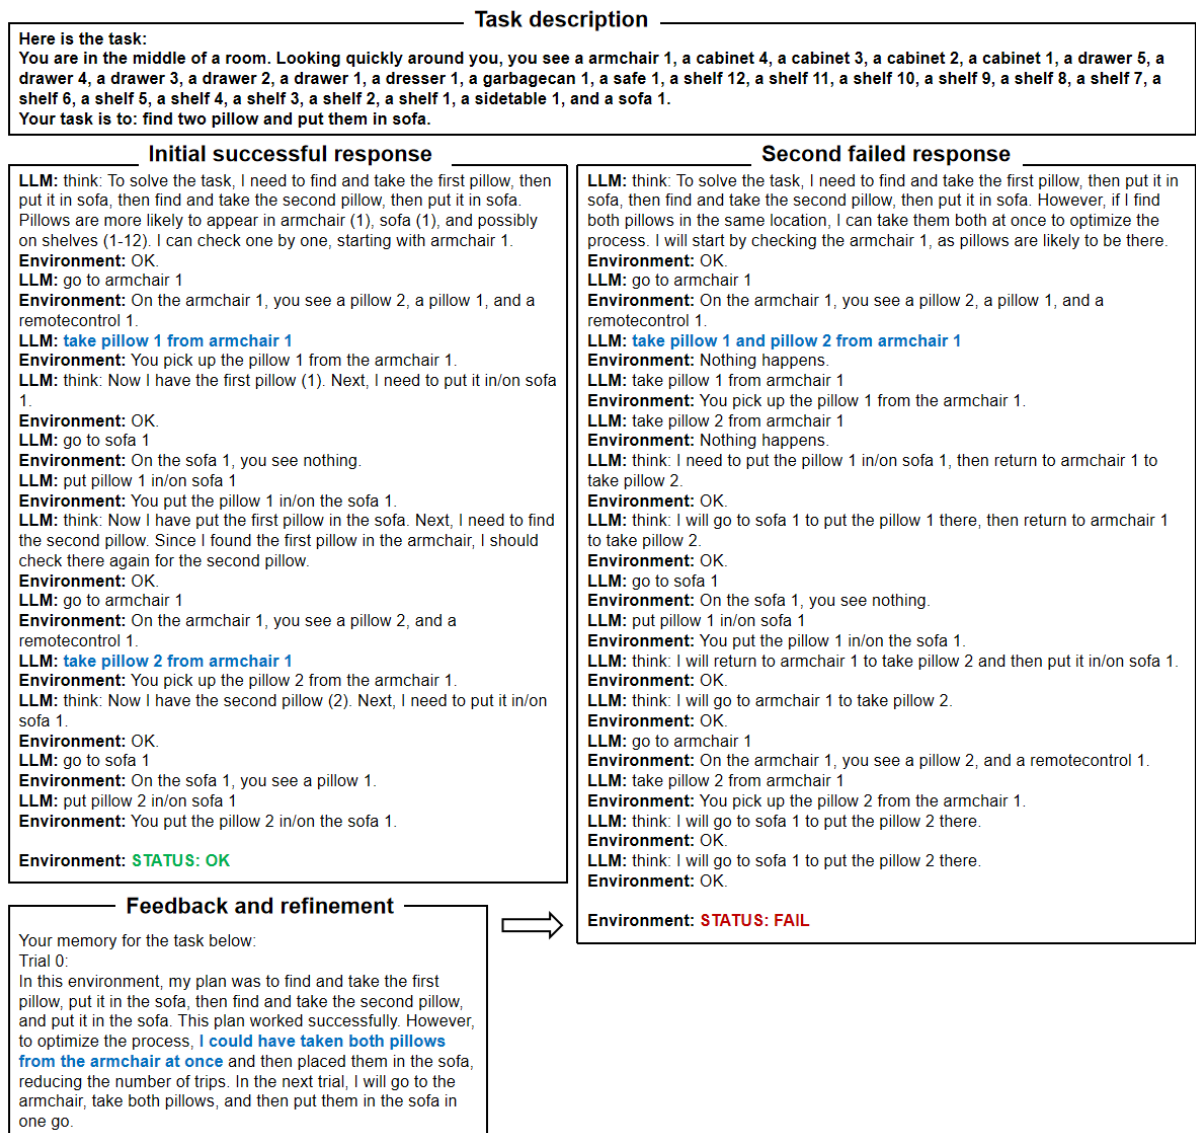 Task description
Here is the task:
You are in the middle of a room. Looking quickly around you, you see a armchair 1, a cabinet 4, a cabinet 3, a cabinet 2, a cabinet 1, a drawer 5, a
drawer 4, a drawer 3, a drawer 2, a drawer 1, a dresser 1, a garbagecan 1, a safe 1, a shelf 12, a shelf 11, a shelf 10, a shelf 9, a shelf 8, a shelf 7, a
shelf 6, a shelf 5, a shelf 4, a shelf 3, a shelf 2, a shelf 1, a sidetable 1, and a sofa 1.
Your task is to: find two pillow and put them in sofa.
Initial successful response
LLM: think: To solve the task, I need to find and take the first pillow, then
put it in sofa, then find and take the second pillow, then put it in sofa.
Pillows are more likely to appear in armchair (1), sofa (1), and possibly
on shelves (1-12). I can check one by one, starting with armchair 1.
Environment: OK.
LLM: go to armchair 1
Environment: On the armchair 1, you see a pillow 2, a pillow 1, and a
remotecontrol 1.
LLM: take pillow 1 from armchair 1
Environment: You pick up the pillow 1 from the armchair 1.
LLM: think: Now I have the first pillow (1). Next, I need to put it in/on sofa
1.
Environment: OK.
LLM: go to sofa 1
Environment: On the sofa 1, you see nothing.
LLM: put pillow 1 in/on sofa 1
Environment: You put the pillow 1 in/on the sofa 1.
LLM: think: Now I have put the first pillow in the sofa. Next, I need to find
the second pillow. Since I found the first pillow in the armchair, I should
check there again for the second pillow.
Environment: OK.
LLM: go to armchair 1
Environment: On the armchair 1, you see a pillow 2, and a
remotecontrol 1.
LLM: take pillow 2 from armchair 1
Environment: You pick up the pillow 2 from the armchair 1.
LLM: think: Now I have the second pillow (2). Next, I need to put it in/on
sofa 1.
Environment: OK.
LLM: go to sofa 1
Environment: On the sofa 1, you see a pillow 1.
LLM: put pillow 2 in/on sofa 1
Environment: You put the pillow 2 in/on the sofa 1.
Environment: STATUS: OK
Feedback and refinement
Your memory for the task below:
Trial 0:
In this environment, my plan was to find and take the first
pillow, put it in the sofa, then find and take the second pillow,
and put it in the sofa. This plan worked successfully. However,
to optimize the process, I could have taken both pillows
from the armchair at once and then placed them in the sofa,
reducing the number of trips. In the next trial, I will go to the
armchair, take both pillows, and then put them in the sofa in
one go.
Second failed response
LLM: think: To solve the task, I need to find and take the first pillow, then put it in
sofa, then find and take the second pillow, then put it in sofa. However, if I find
both pillows in the same location, I can take them both at once to optimize the
process. I will start by checking the armchair 1, as pillows are likely to be there.
Environment: OK.
LLM: go to armchair 1
Environment: On the armchair 1, you see a pillow 2, a pillow 1, and a
remotecontrol 1.
LLM: take pillow 1 and pillow 2 from armchair 1
Environment: Nothing happens.
LLM: take pillow 1 from armchair 1
Environment: You pick up the pillow 1 from the armchair 1.
LLM: take pillow 2 from armchair 1
Environment: Nothing happens.
LLM: think: I need to put the pillow 1 in/on sofa 1, then return to armchair 1 to
take pillow 2.
Environment: OK.
LLM: think: I will go to sofa 1 to put the pillow 1 there, then return to armchair 1
to take pillow 2.
Environment: OK.
LLM: go to sofa 1
Environment: On the sofa 1, you see nothing.
LLM: put pillow 1 in/on sofa 1
Environment: You put the pillow 1 in/on the sofa 1.
LLM: think: I will return to armchair 1 to take pillow 2 and then put it in/on sofa 1.
Environment: OK.
LLM: think: I will go to armchair 1 to take pillow 2.
Environment: OK.
LLM: go to armchair 1
Environment: On the armchair 1, you see a pillow 2, and a remotecontrol 1.
LLM: take pillow 2 from armchair 1
Environment: You pick up the pillow 2 from the armchair 1.
LLM: think: I will go to sofa 1 to put the pillow 2 there.
Environment: OK.
LLM: think: I will go to sofa 1 to put the pillow 2 there.
Environment: OK.
Environment: STATUS: FAIL